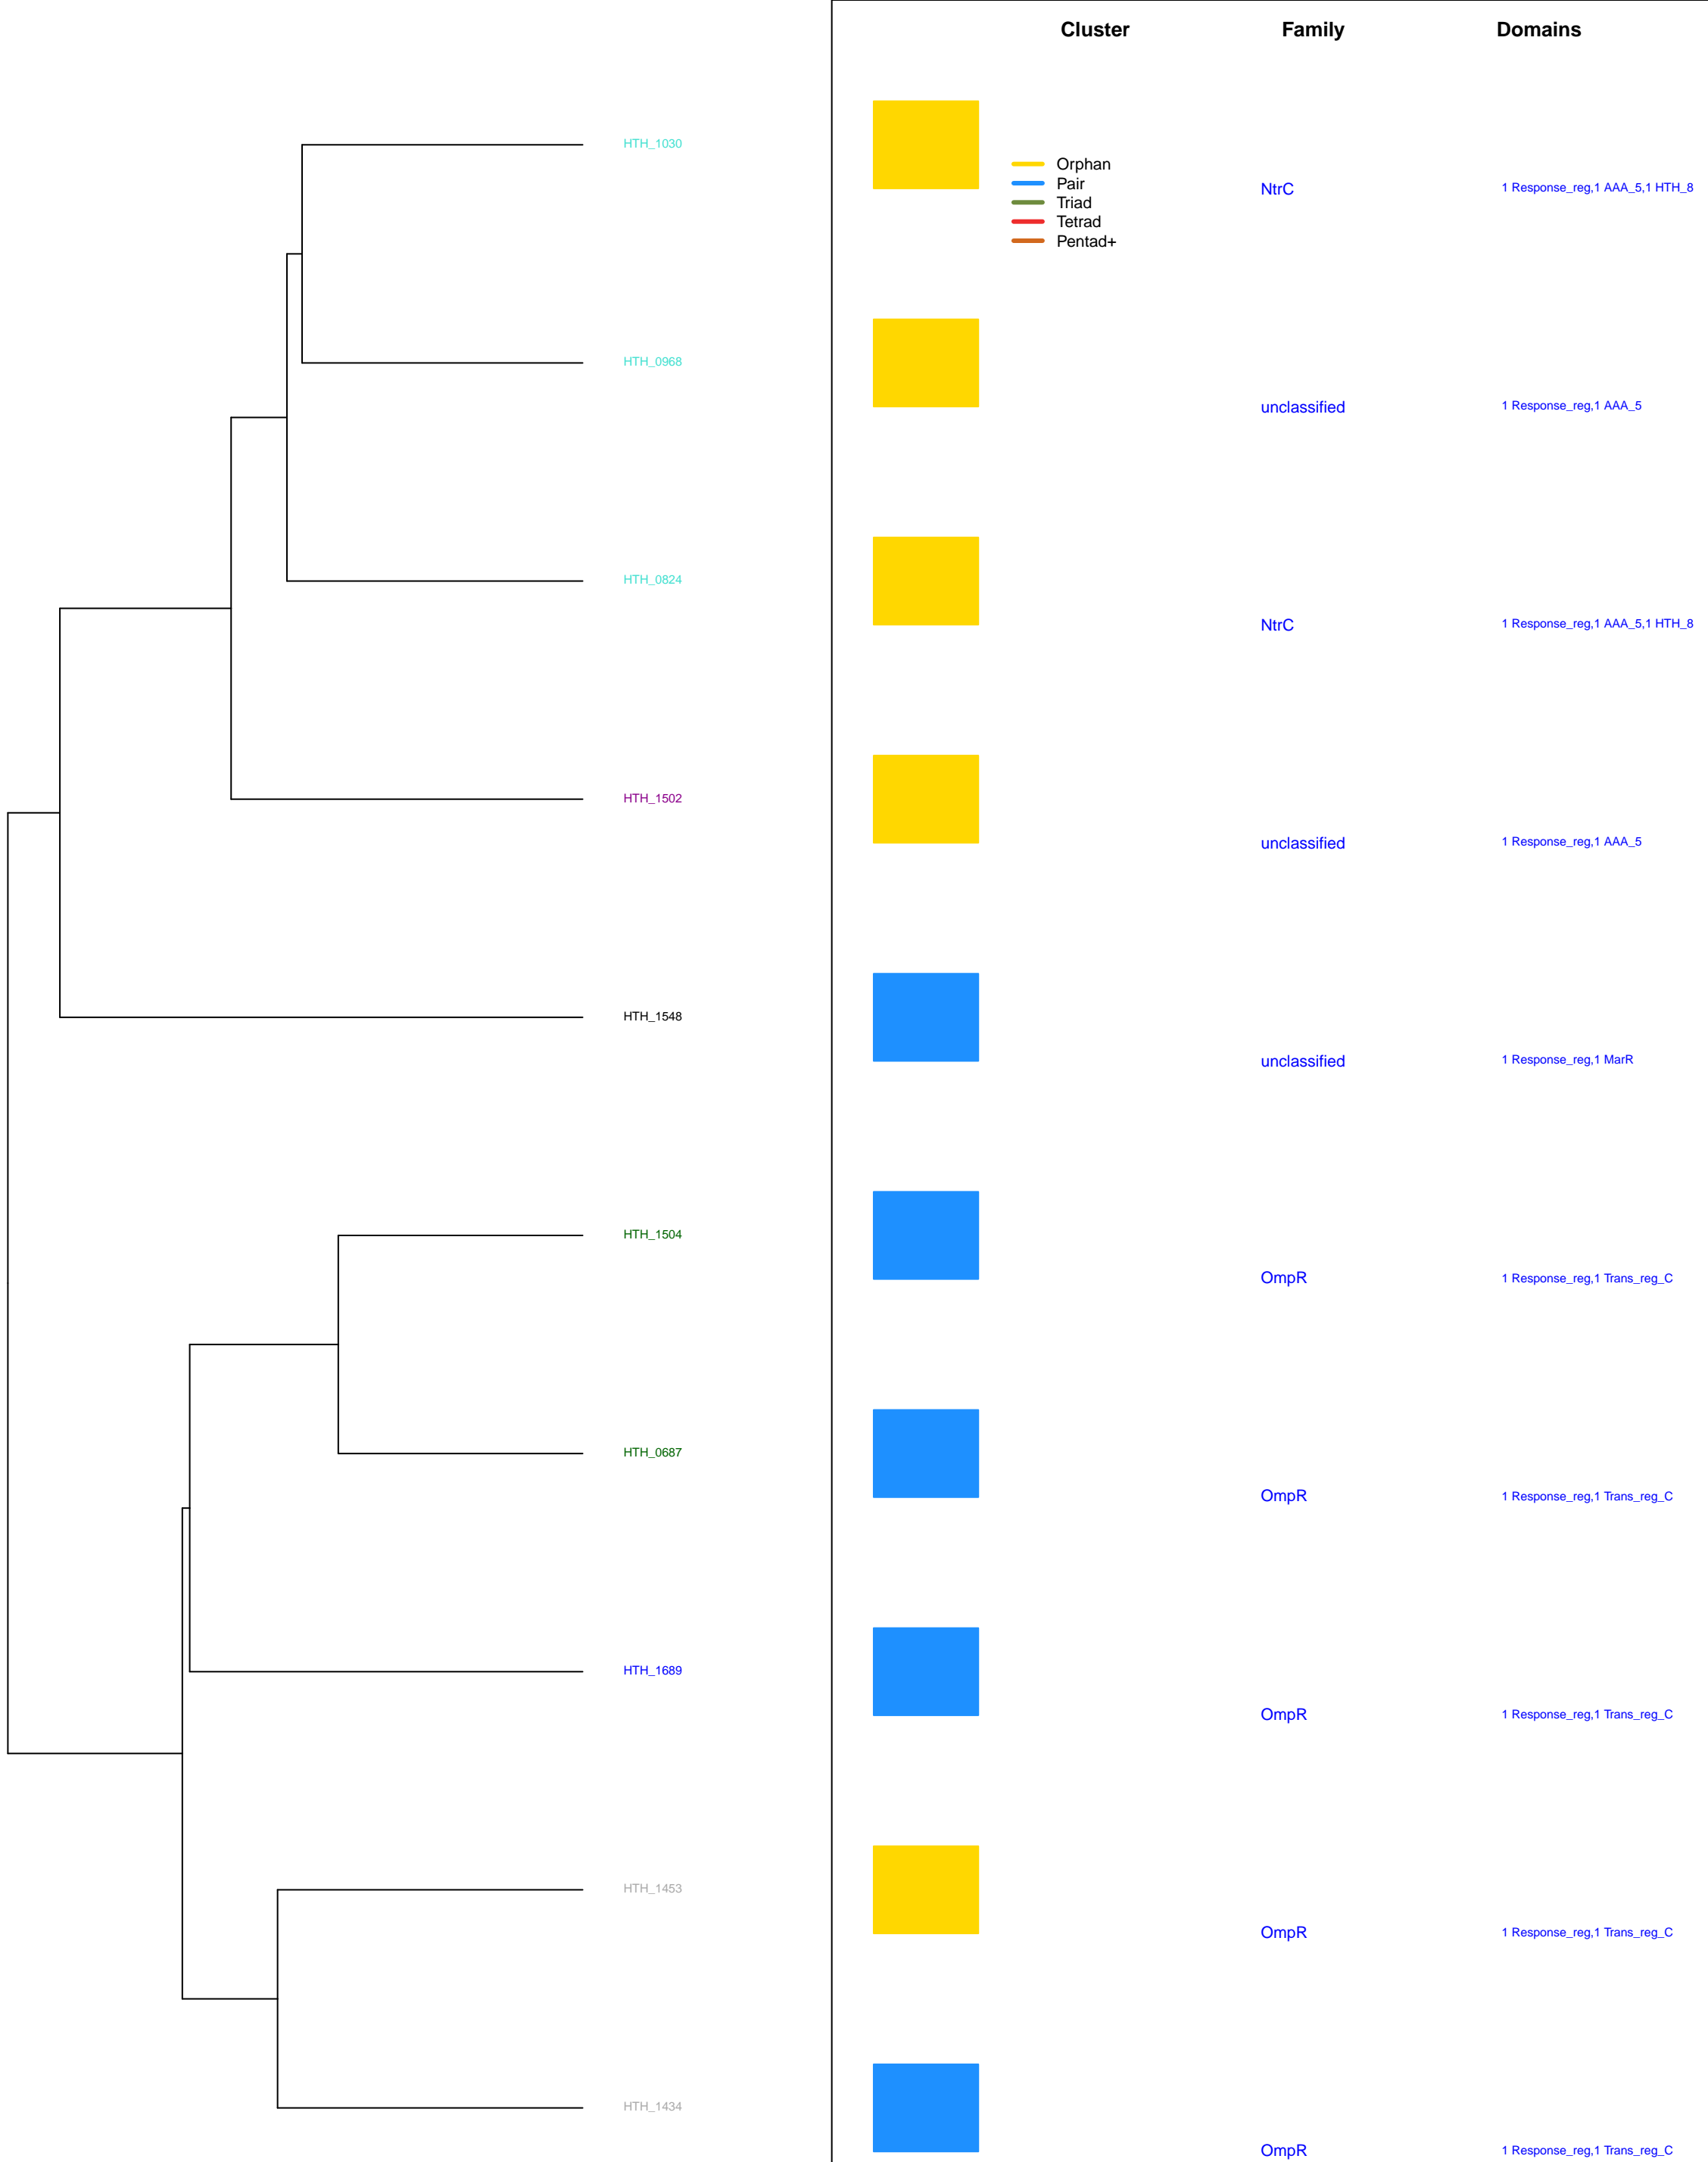 Cluster Family Domains
HTH_1030
Orphan
Pair
Triad
Tetrad
Pentad+
NtrC 1 Response_reg,1 AAA_5,1 HTH_8
HTH_0968
unclassified 1 Response_reg,1 AAA_5
HTH_0824
NtrC 1 Response_reg,1 AAA_5,1 HTH_8
HTH_1502
unclassified 1 Response_reg,1 AAA_5
HTH_1548
unclassified 1 Response_reg,1 MarR
HTH_1504
OmpR 1 Response_reg,1 Trans_reg_C
HTH_0687
OmpR 1 Response_reg,1 Trans_reg_C
HTH_1689
OmpR 1 Response_reg,1 Trans_reg_C
HTH_1453
OmpR 1 Response_reg,1 Trans_reg_C
HTH_1434
OmpR 1 Response_reg,1 Trans_reg_C